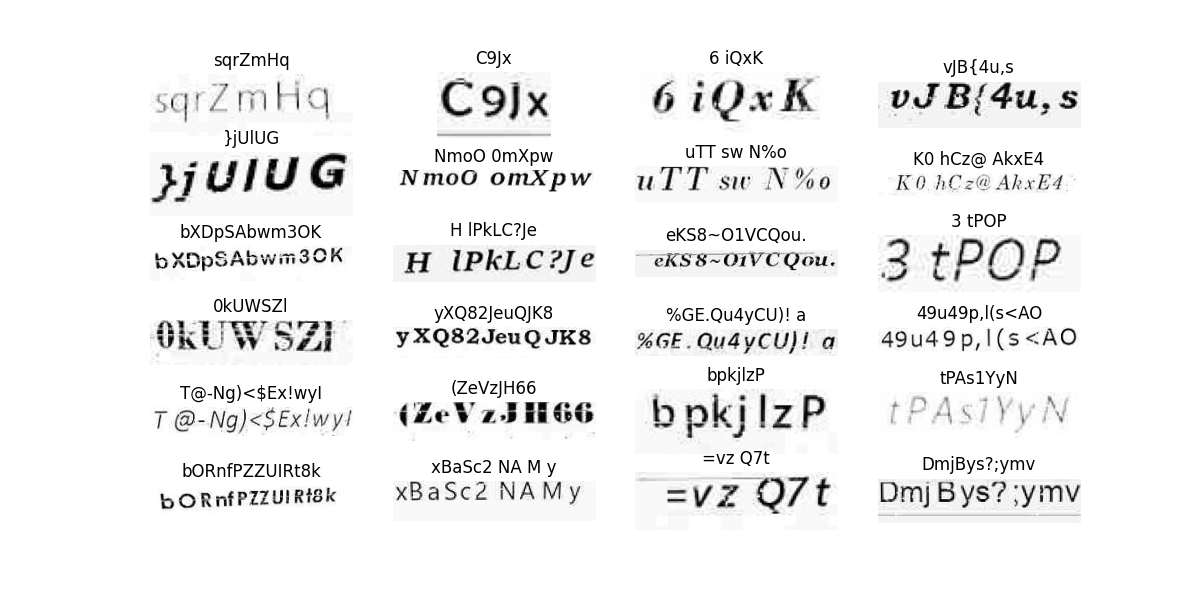 sqrZmHq
sqrZmHq
C9Jx
C9Jx
6 iQxK
6 iQxK
vJB{4u,s
vJB{4u,s
}jUlUG
}jUlUG
NmoO 0mXpw
NmoO 0mXpw
uTT sw N%o
uTT sw N%o
K0 hCz@ AkxE4
K0 hCz@ AkxE4
bXDpSAbwm3OK
bXDpSAbwm3OK
H lPkLC?Je
H lPkLC?Je
eKS8~O1VCQou.
eKS8~O1VCQou.
3 tPOP
3 tPOP
0kUWSZl
0kUWSZl
yXQ82JeuQJK8
yXQ82JeuQJK8
%GE.Qu4yCU)! a
%GE.Qu4yCU)! a
49u49p,l(s<AO
49u49p,l(s<AO
T@-Ng)<$Ex!wyI
T@-Ng)<$Ex!wyI
(ZeVzJH66
(ZeVzJH66
bpkjlzP
bpkjlzP
tPAs1YyN
tPAs1YyN
bORnfPZZUIRt8k
bORnfPZZUIRt8k
xBaSc2 NA M y
xBaSc2 NA M y
=vz Q7t
=vz Q7t
DmjBys?;ymv
DmjBys?;ymv